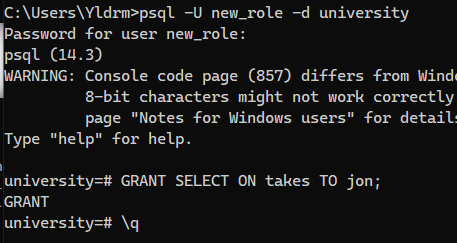 C:\Users\Yldrm>psql -U new_role -d university
Password for user new_role:
psql (14.3)
WARNING: Console code page (857) differs from Wind
8-bit characters might not work correctly
page "Notes for Windows users" for details
Type "help" for help.
university=# GRANT SELECT ON takes TO jon;
GRANT
university=# \q